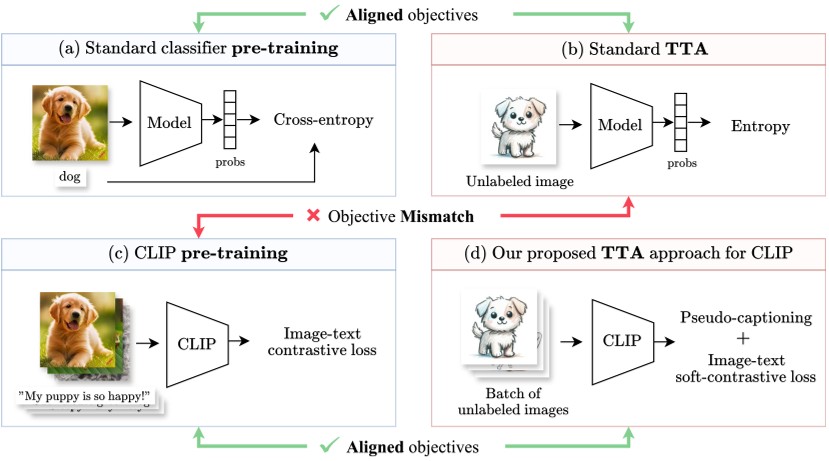 ✓ Aligned objectives
(a) Standard classifier pre-training
Model
Cross-entropy
probs
dog
(b) Standard TTA
Model
Entropy
probs
Unlabeled image
✗ Objective Mismatch
(c) CLIP pre-training
CLIP
Image-text
contrastive loss
"My puppy is so happy!"
(d) Our proposed TTA approach for CLIP
CLIP
Pseudo-captioning
+
Image-text
soft-contrastive loss
Batch of
unlabeled images
✓ Aligned objectives